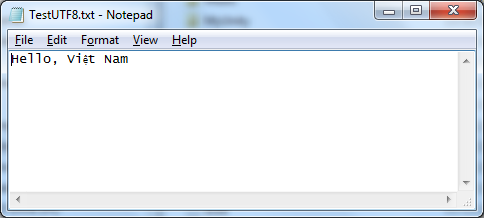 TestUTF8.txt - Notepad
File Edit Format View Help
Hello, Việt Nam